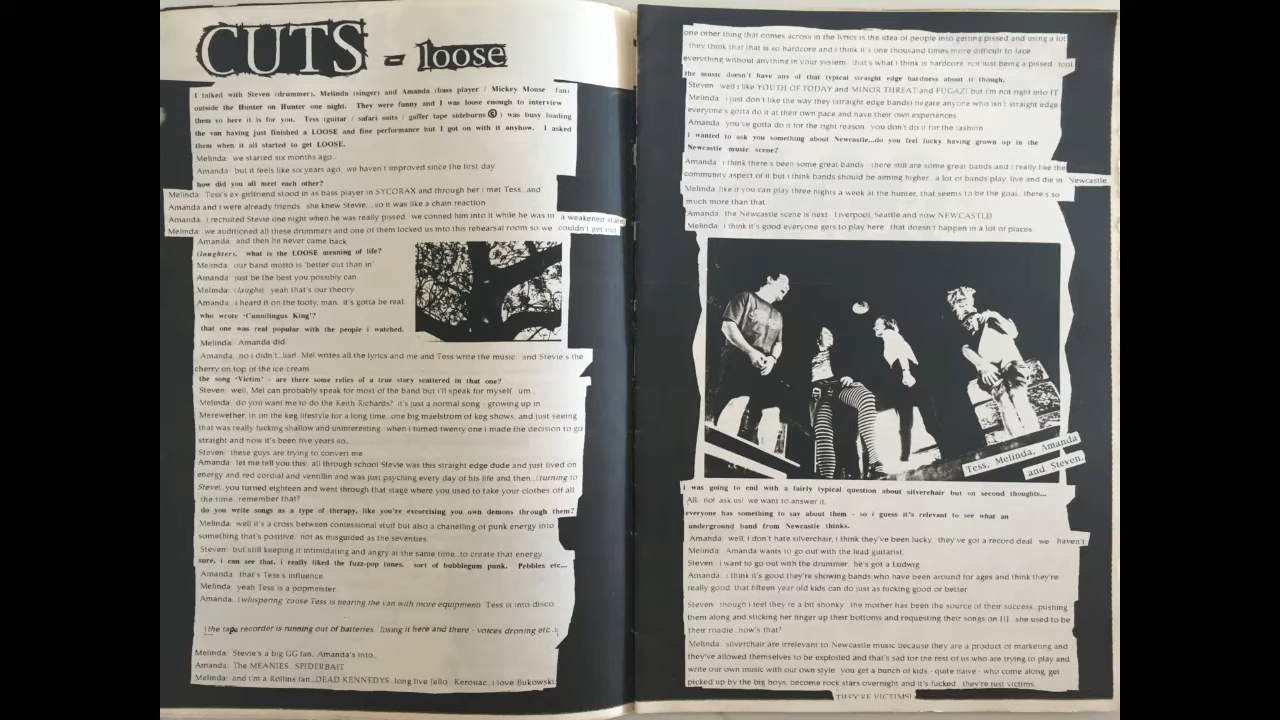 CUTS - loose
I talked with Steven (drummer), Melinda (singer) and Amanda (bass player / Mickey Mouse fan)
outside the Hunter on Hunter one night. They were funny and I was loose enough to interview
them so here it is for you. Tess (guitar / safari suits / gaffer tape sideburns ©) was busy loading
the van having just finished a LOOSE and fine performance but I got on with it anyhow. I asked
them when it all started to get LOOSE.
Melinda: we started six months ago..
Amanda: but it feels like six years ago. we haven't improved since the first day
how did you all meet each other?
Melinda: Tess's ex-girlfriend stood in as bass player in SYCORAX and through her i met Tess...and
Amanda and I were already friends. she knew Stevie....so it was like a chain reaction
Amanda: i recruited Stevie one night when he was really pissed. we conned him into it while he was in a weakened state
Melinda: we auditioned all these drummers and one of them locked us into this rehearsal room so we couldn't get out
Amanda: and then he never came back
(laughter). what is the LOOSE meaning of life?
Melinda: our band motto is 'better out than in'
Amanda: just be the best you possibly can
Melinda: (laughs) yeah that's our theory
Amanda: i heard it on the footy, man. it's gotta be real.
who wrote 'Cunnilingus King'?
that one was real popular with the people i watched.
Melinda: Amanda did.
Amanda: no i didn't...liar! Mel writes all the lyrics and me and Tess write the music. and Stevie's the
cherry on top of the ice-cream
the song 'Victim' - are there some relics of a true story scattered in that one?
Steven: well, Mel can probably speak for most of the band but i'll speak for myself. um...
Melinda: do you want me to do the Keith Richards? it's just a normal song - growing up in
Merewether, in on the keg lifestyle for a long time...one big maelstrom of keg shows, and just seeing
that was really fucking shallow and uninteresting. when i turned twenty one i made the decision to go
straight and now it's been five years so..
Steven: these guys are trying to convert me
Amanda: let me tell you this: all through school Stevie was this straight edge dude and just lived on
energy and red cordial and ventillin and was just psyching every day of his life and then...(turning to
Steve)..you turned eighteen and went through that stage where you used to take your clothes off all
the time. remember that?
do you write songs as a type of therapy, like you're exorcising you own demons through them?
Melinda: well it's a cross between confessional stuff but also a chanelling of punk energy into
something that's positive. not as misguided as the seventies.
Steven: but still keeping it intimidating and angry at the same time..to create that energy.
sure, i can see that. i really liked the fuzz-pop tunes. sort of bubblegum punk. Pebbles etc...
Amanda: that's Tess's influence
Melinda: yeah Tess is a popmeister.
Amanda: (whispering 'cause Tess is nearing the van with more equipment) Tess is into disco.
(the tape recorder is running out of batteries. losing it here and there - voices droning etc..)
Melinda: Stevie's a big GG fan. Amanda's into..
Amanda: The MEANIES. SPIDERBAIT
Melinda: and i'm a Rollins fan...DEAD KENNEDYS. long live Jello. Kerouac...i love Bukowski.
one other thing that comes across in the lyrics is the idea of people into getting pissed and using a lot
they think that that is so hardcore and i think it's one thousand times more difficult to face
everything without anything in your system. that's what i think is hardcore not just being a pissed fool.
the music doesn't have any of that typical straight edge hardness about it though.
Steven: well i like YOUTH OF TODAY and MINOR THREAT and FUGAZI but i'm not right into IT
Melinda: i just don't like the way they (straight edge bands) negate anyone who isn't straight edge
everyone's gotta do it at their own pace and have their own experiences
Amanda: you've gotta do it for the right reason. you don't do it for the fashion
i wanted to ask you something about Newcastle...do you feel lucky having grown up in the
Newcastle music scene?
Amanda: i think there's been some great bands - there still are some great bands and i really like the
community aspect of it but i think bands should be aiming higher. a lot of bands play, live and die in Newcastle.
Melinda: like if you can play three nights a week at the hunter, that seems to be the goal. there's so
much more than that.
Amanda: the Newcastle scene is next. Liverpool, Seattle and now NEWCASTLE!
Melinda: i think it's good everyone gets to play here. that doesn't happen in a lot of places.
Tess, Melinda, Amanda
and Steven.
i was going to end with a fairly typical question about silverchair but on second thoughts...
All: no! ask us! we want to answer it.
everyone has something to say about them - so i guess it's relevant to see what an
underground band from Newcastle thinks.
Amanda: well, I don't hate silverchair, i think they've been lucky. they've got a record deal. we haven't.
Melinda: Amanda wants to go out with the lead guitarist.
Steven: i want to go out with the drummer. he's got a Ludwig
Amanda: i think it's good they're showing bands who have been around for ages and think they're
really good, that fifteen year old kids can do just as fucking good or better
Steven: though i feel they're a bit shonky. the mother has been the source of their success...pushing
them along and sticking her finger up their bottoms and requesting their songs on JJJ. she used to be
their roadie...how's that?
Melinda: silverchair are irrelevant to Newcastle music because they are a product of marketing and
they've allowed themselves to be exploited and that's sad for the rest of us who are trying to play and
write our own music with our own style. you get a bunch of kids - quite naive - who come along, get
picked up by the big boys, become rock stars overnight and it's fucked. they're just victims.
THEY'RE VICTIMS!